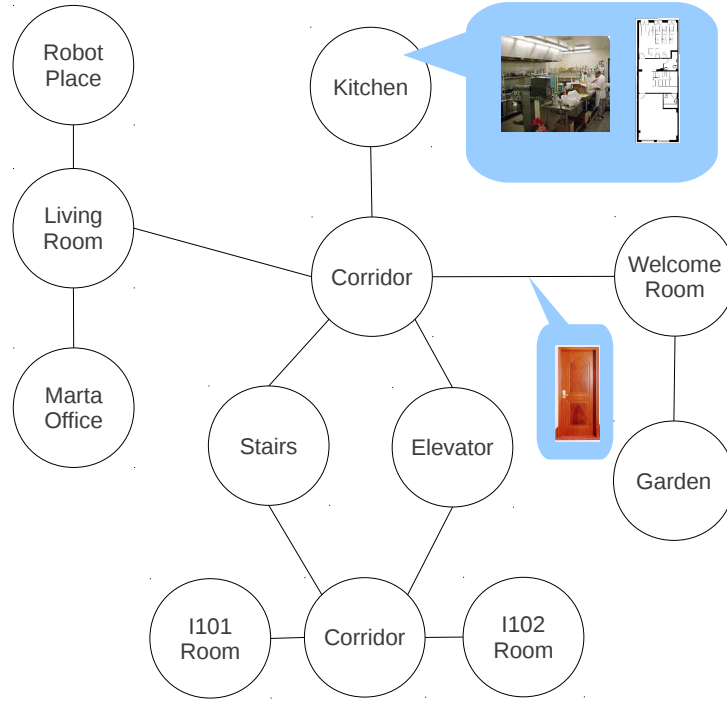 Robot
Place
Kitchen
Living
Room
Corridor
Welcome
Room
Marta
Office
Stairs
Elevator
Garden
I101
Room
Corridor
I102
Room